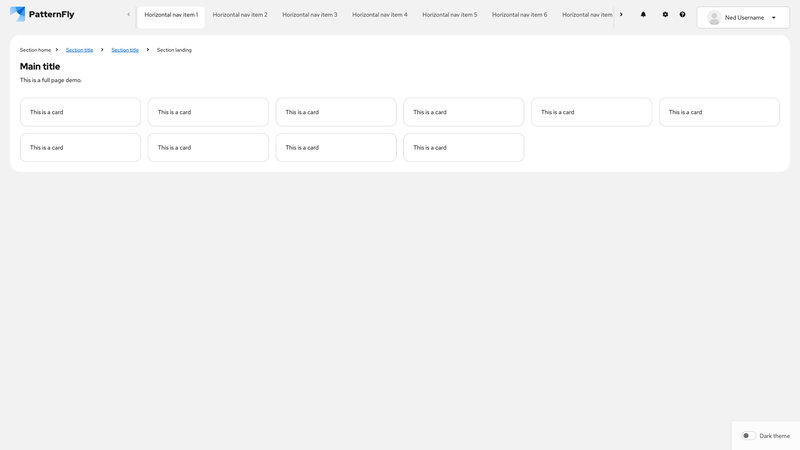 PatternFly
Horizontal nav item 1
Horizontal nav item 2
Horizontal nav item 3
Horizontal nav item 4
Horizontal nav item 5
Horizontal nav item 6
Horizontal nav item
Ned Username
Section home
Section title
Section title
Section landing
Main title
This is a full page demo.
This is a card
This is a card
This is a card
This is a card
This is a card
This is a card
This is a card
This is a card
This is a card
This is a card
Dark theme